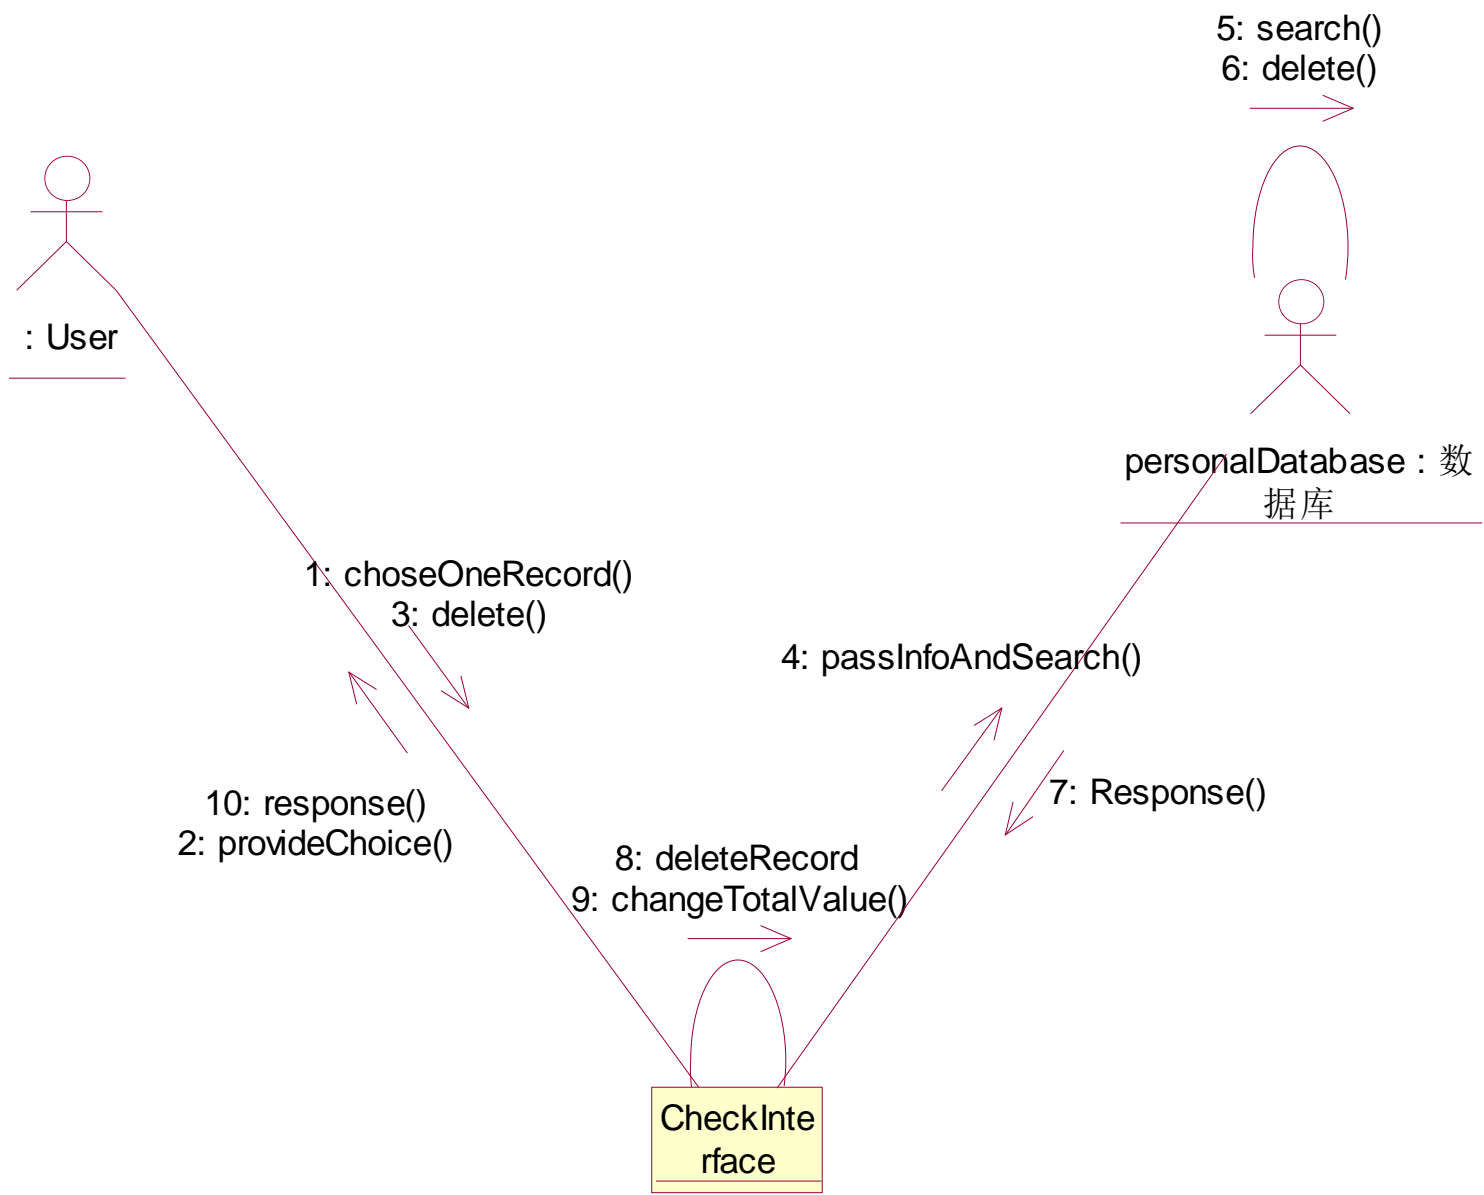 5: search()
6: delete()
: User
personalDatabase : 数
据库
1: choseOneRecord()
3: delete()
4: passInfoAndSearch()
10: response()
2: provideChoice()
7: Response()
8: deleteRecord
9: changeTotalValue()
CheckInte
rface